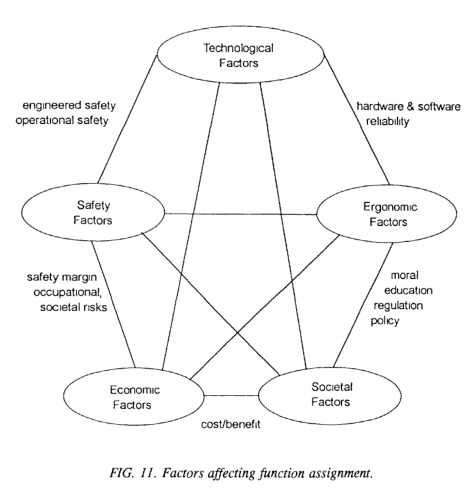 Technological
Factors
engineered safety
operational safety
hardware & software
reliability
Safety
Factors
Ergonomic
Factors
safety margin
occupational,
societal risks
moral
education
regulation
policy
Economic
Factors
Societal
Factors
cost/benefit
FIG. 11. Factors affecting function assignment.